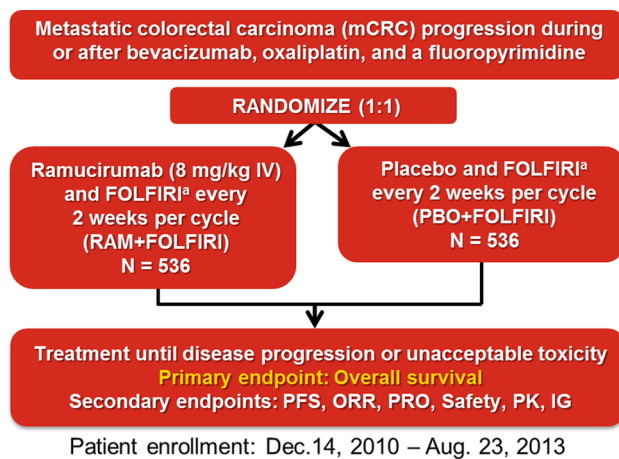 Metastatic colorectal carcinoma (mCRC) progression during
or after bevacizumab, oxaliplatin, and a fluoropyrimidine
RANDOMIZE (1:1)
Ramucirumab (8 mg/kg IV)
and FOLFIRIᵃ every
2 weeks per cycle
(RAM+FOLFIRI)
N = 536
Placebo and FOLFIRIᵃ
every 2 weeks per cycle
(PBO+FOLFIRI)
N = 536
Treatment until disease progression or unacceptable toxicity
Primary endpoint: Overall survival
Secondary endpoints: PFS, ORR, PRO, Safety, PK, IG
Patient enrollment: Dec.14, 2010 – Aug. 23, 2013